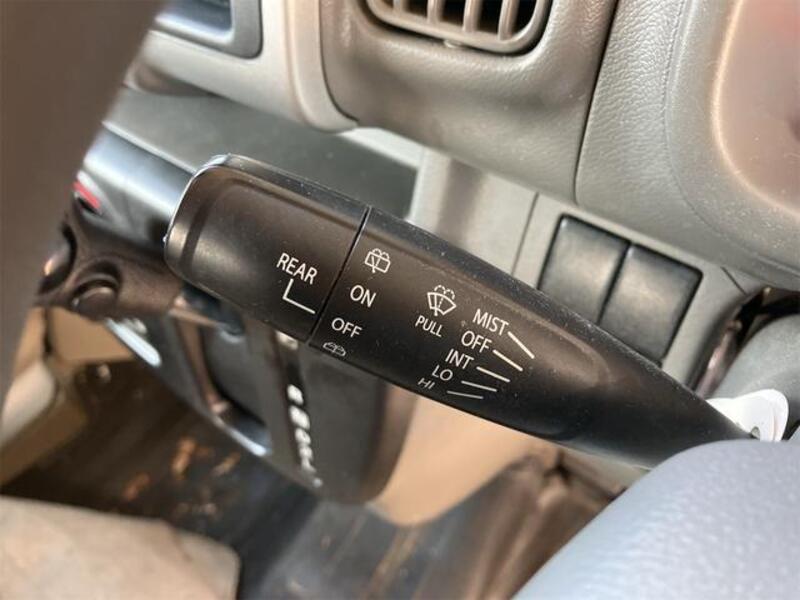 REAR
ON
OFF
PULL
MIST
OFF
INT
LO
HI